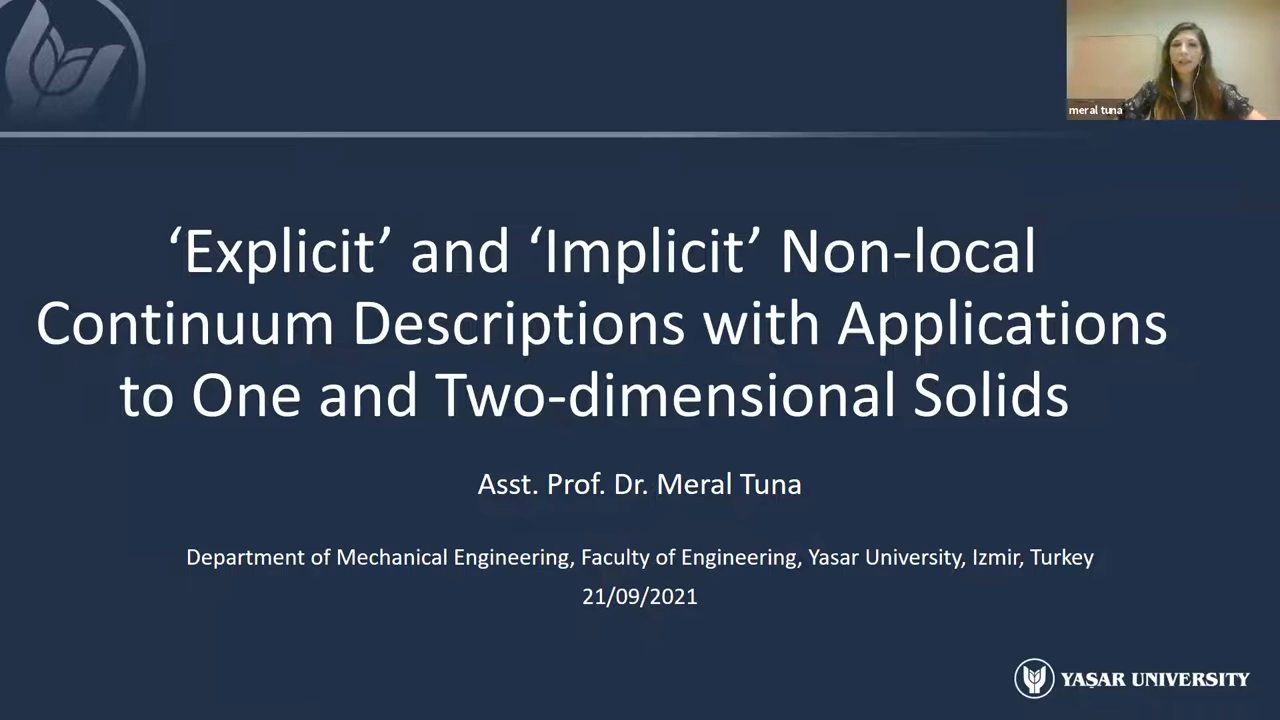 meral tuna
‘Explicit’ and ‘Implicit’ Non-local
Continuum Descriptions with Applications
to One and Two-dimensional Solids
Asst. Prof. Dr. Meral Tuna
Department of Mechanical Engineering, Faculty of Engineering, Yasar University, Izmir, Turkey
21/09/2021
YAŞAR UNIVERSITY